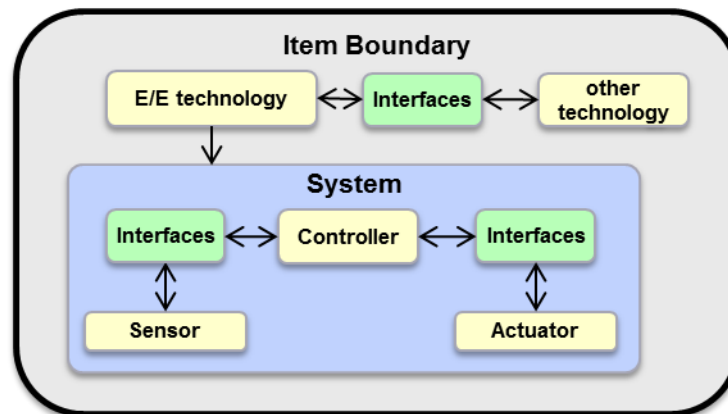 Item Boundary
E/E technology
Interfaces
other
technology
System
Interfaces
Controller
Interfaces
Sensor
Actuator